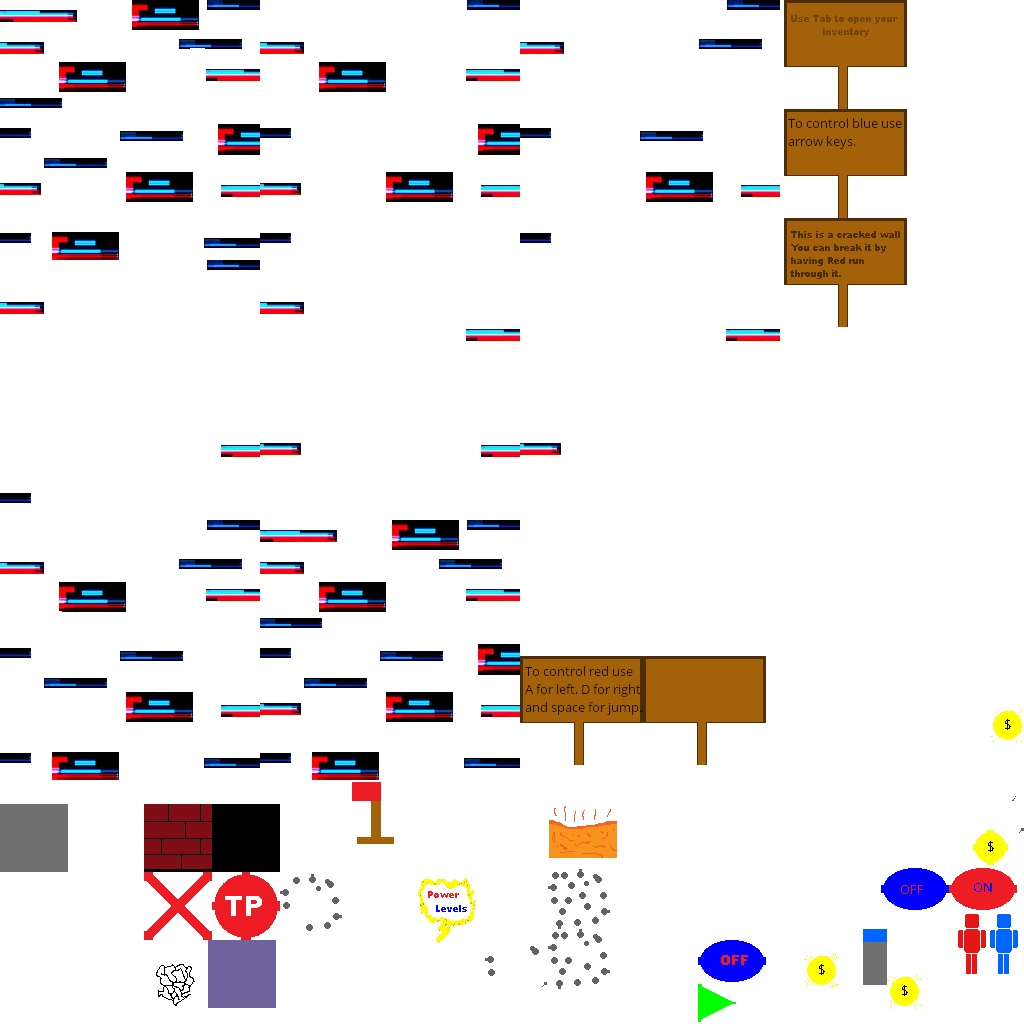 Use Tab to open your
inventory
To control blue use
arrow keys.
This is a cracked wall
You can break it by
having Red run
through it.
To control red use
A for left, D for right
and space for jump.
$
$
OFF
ON
TP
Power
Levels
OFF
$
$